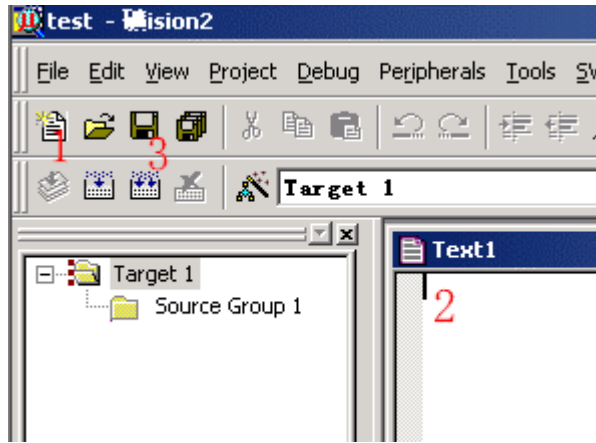 test - µVision2
File Edit View Project Debug Peripherals Tools
1
3
Target 1
Target 1
Text1
Source Group 1
2